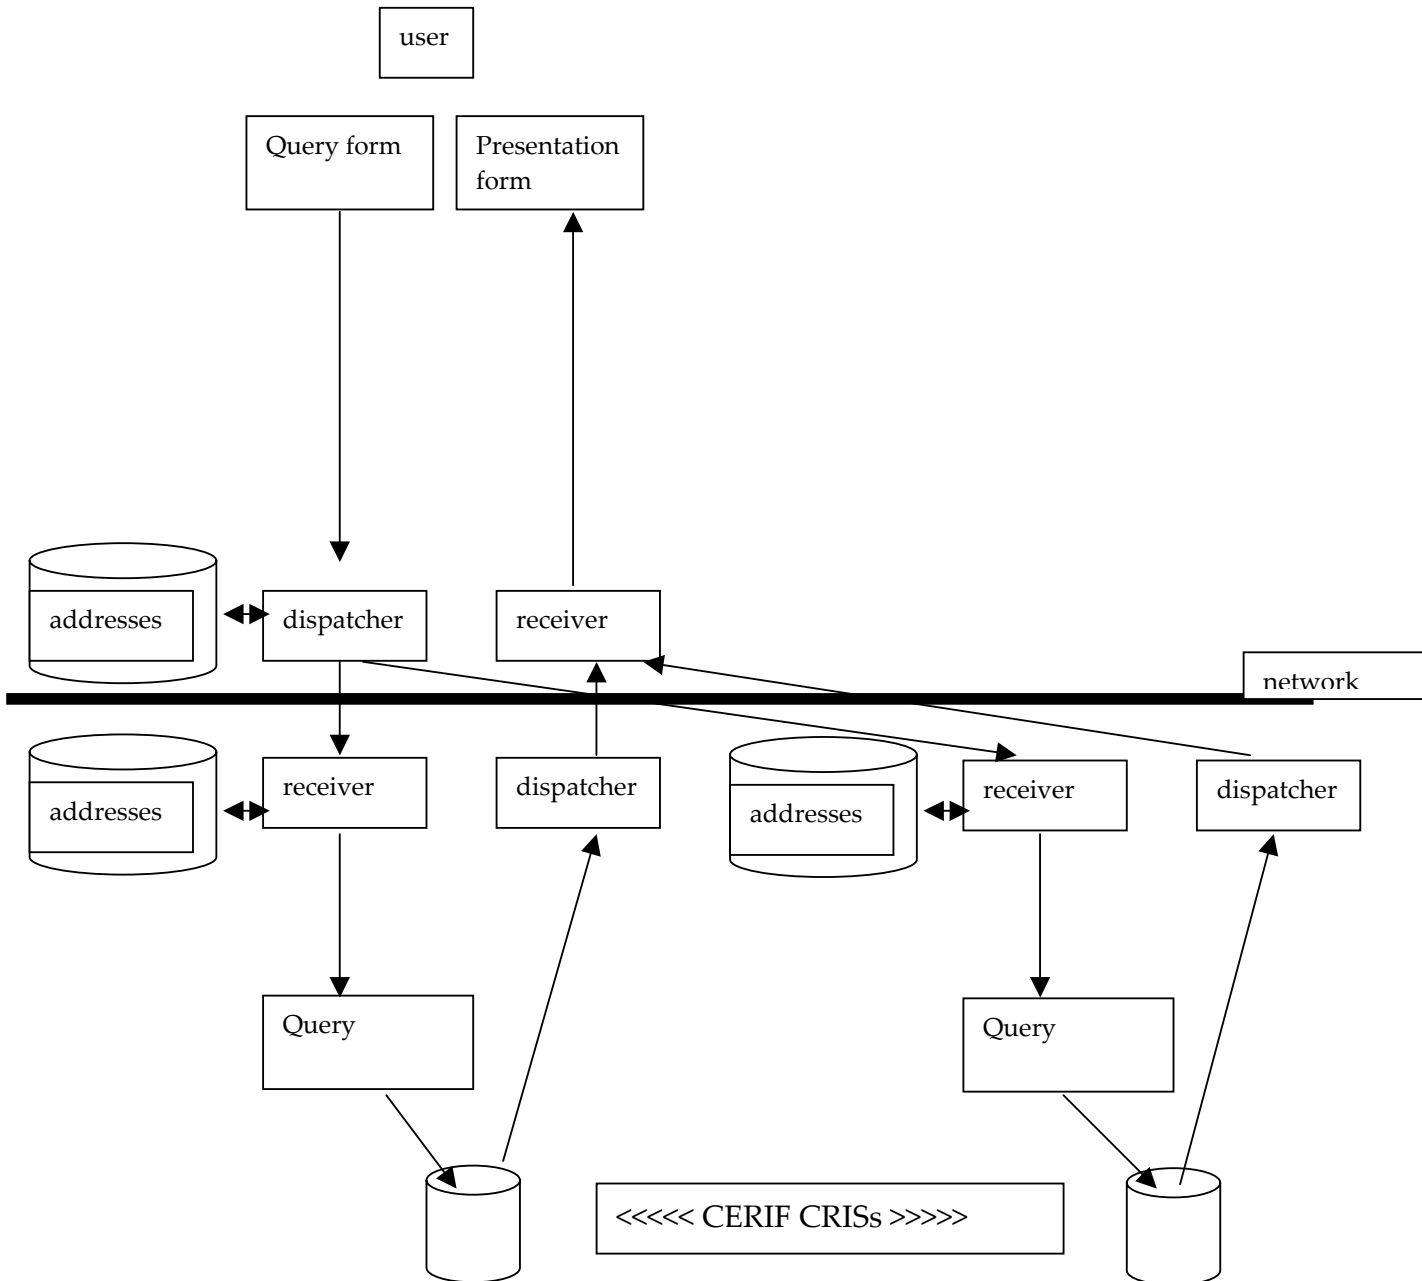 user
Query form
Presentation
form
addresses
dispatcher
receiver
network
addresses
receiver
dispatcher
addresses
receiver
dispatcher
Query
Query
<<<<< CERIF CRISs >>>>>